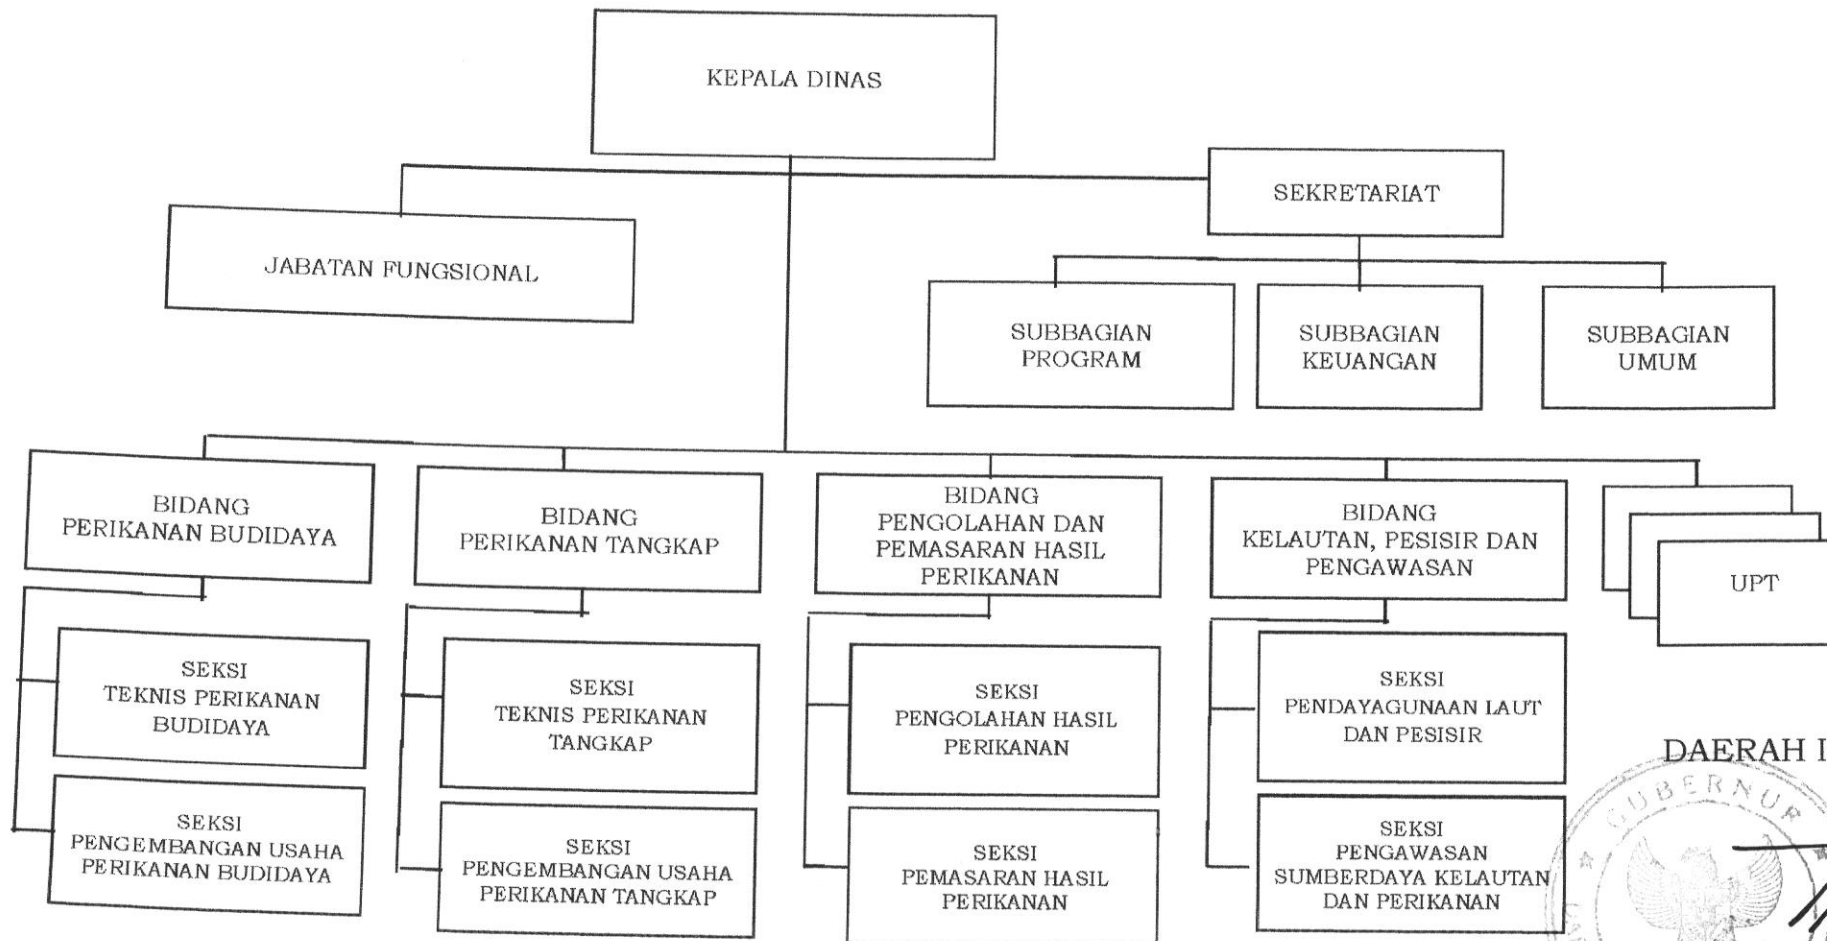 KEPALA DINAS
SEKRETARIAT
JABATAN FUNGSIONAL
SUBBAGIAN
PROGRAM
SUBBAGIAN
KEUANGAN
SUBBAGIAN
UMUM
BIDANG
PERIKANAN BUDIDAYA
BIDANG
PERIKANAN TANGKAP
BIDANG
PENGOLAHAN DAN
PEMASARAN HASIL
PERIKANAN
BIDANG
KELAUTAN, PESISIR DAN
PENGAWASAN
UPT
SEKSI
TEKNIS PERIKANAN
BUDIDAYA
SEKSI
TEKNIS PERIKANAN
TANGKAP
SEKSI
PENGOLAHAN HASIL
PERIKANAN
SEKSI
PENDAYAGUNAAN LAUT
DAN PESISIR
DAERAH I
GUBERNUR
SEKSI
PENGEMBANGAN USAHA
PERIKANAN BUDIDAYA
SEKSI
PENGEMBANGAN USAHA
PERIKANAN TANGKAP
SEKSI
PEMASARAN HASIL
PERIKANAN
SEKSI
PENGAWASAN
SUMBERDAYA KELAUTAN
DAN PERIKANAN